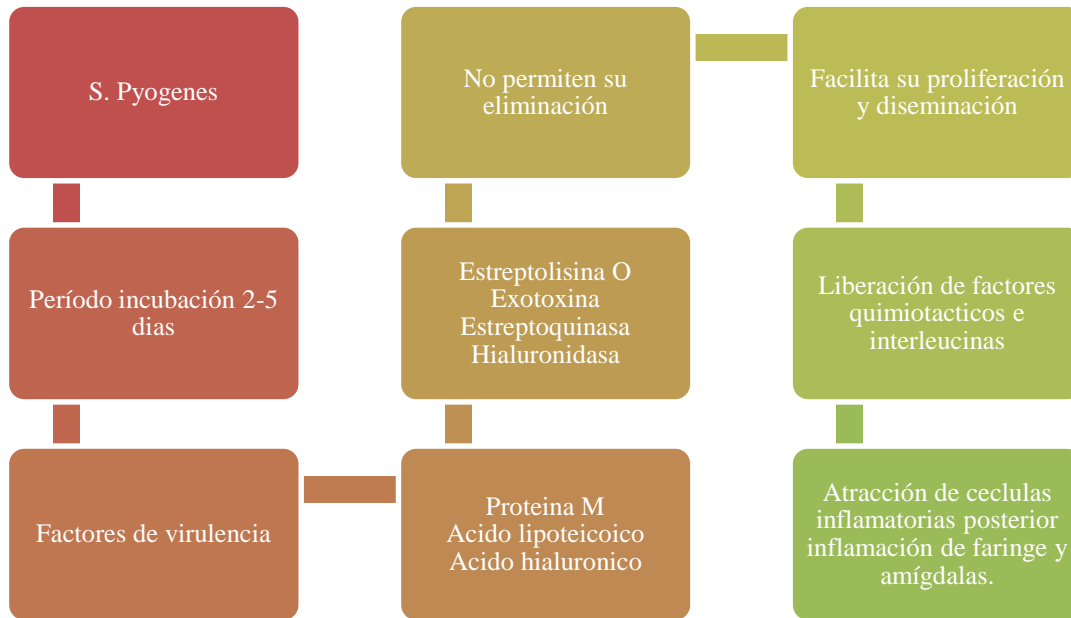 S. Pyogenes
Período incubación 2-5
dias
Factores de virulencia
Proteina M
Acido lipoteicoico
Acido hialuronico
Estreptolisina O
Exotoxina
Estreptoquinasa
Hialuronidasa
No permiten su
eliminación
Facilita su proliferación
y diseminación
Liberación de factores
quimiotacticos e
interleucinas
Atracción de ceclulas
inflamatorias posterior
inflamación de faringe y
amígdalas.